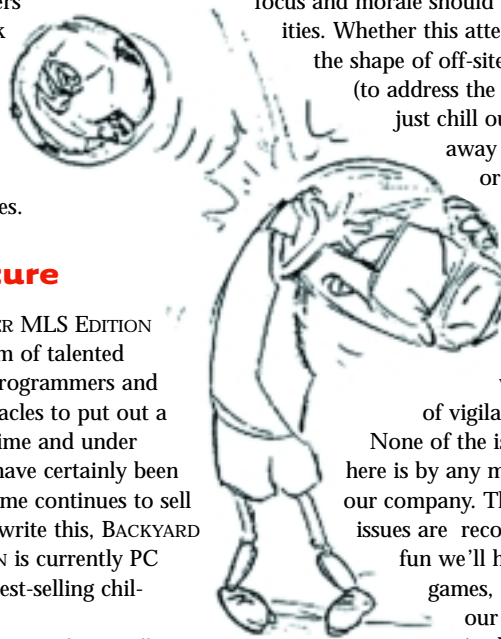 ers
k
es.
ture
ER MLS EDITION
m of talented
rogrammers and
acles to put out a
ime and under
have certainly been
me continues to sell
write this, BACKYARD
N is currently PC
est-selling chil-
focus and morale should
ities. Whether this atte
the shape of off-site
(to address the
just chill ou
away
or
of vigila
None of the is
here is by any m
our company. Th
issues are reco
fun we'll h
games,
our